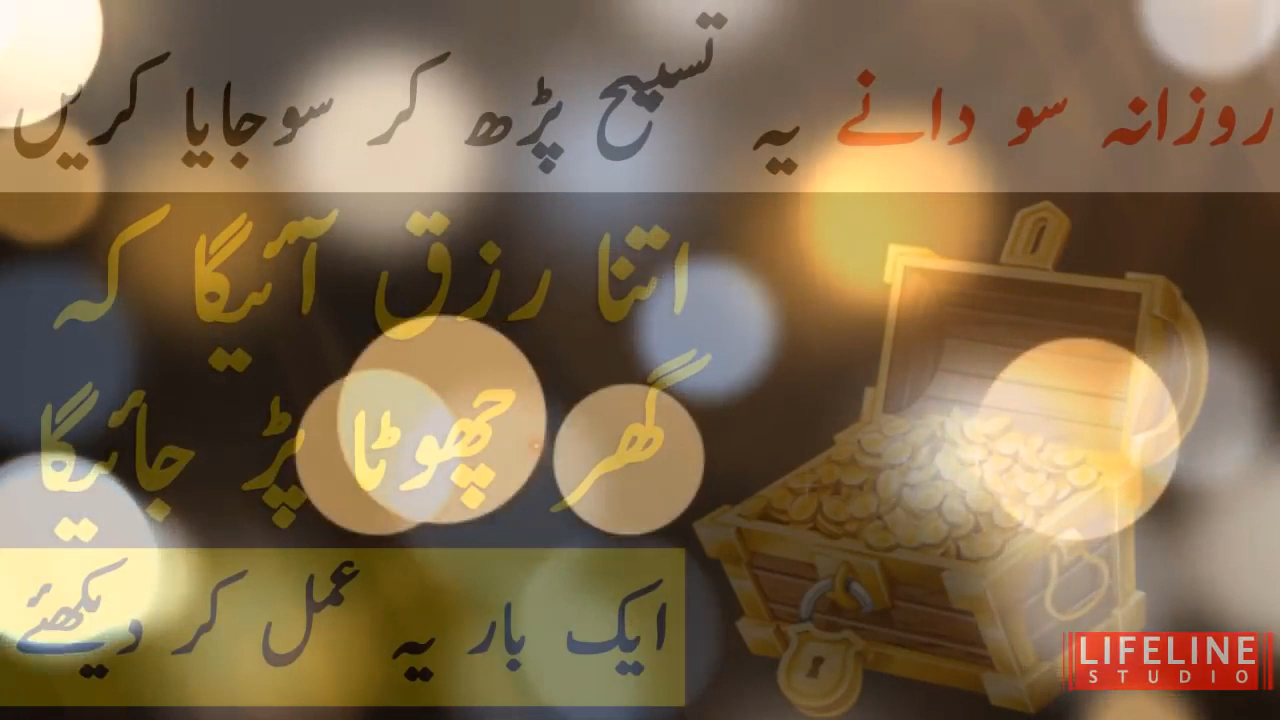 روزانہ سو دانے یہ تسبیح پڑھ کر سوجایا کریں
اتنا رزق آئیگا کہ
گھر چھوٹا پڑ جائیگا
ایک بار یہ عمل کر دیکھئے
LIFELINE
STUDIO